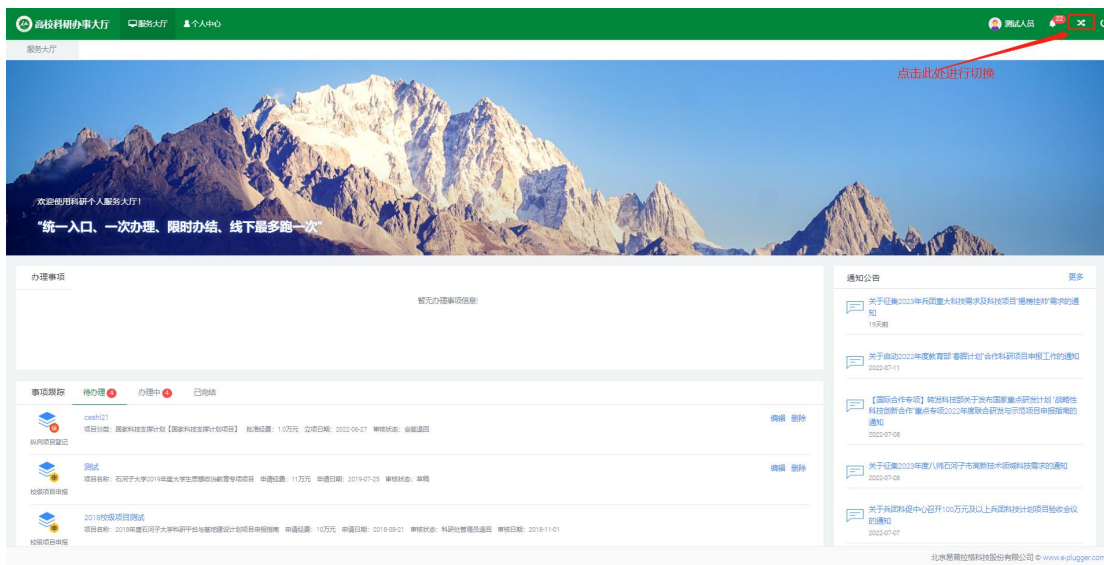 高校科研办事大厅
服务大厅
个人中心
测试人员
22
服务大厅
点击此处进行切换
欢迎使用科研个人服务大厅！
“统一入口、一次办理、限时办结、线下最多跑一次”
办理事项
暂无办理事项信息!
通知公告
更多
关于征集2023年兵团重大科技需求及科技项目“揭榜挂帅”需求的通
知
19天前
关于启动2022年度教育部“春晖计划”合作科研项目申报工作的通知
2022-07-11
【国际合作专项】转发科技部关于发布国家重点研发计划“战略性
科技创新合作”重点专项2022年度联合研发与示范项目申报指南的
通知
2022-07-08
关于征集2023年度八师石河子市高新技术领域科技需求的通知
2022-07-08
关于兵团科促中心召开100万元及以上兵团科技计划项目验收会议
的通知
2022-07-07
事项跟踪
待办理 4
办理中 4
已完结
ceshi21
项目分类：国家科技支撑计划【国家科技支撑计划项目】 批准经费：1.0万元 立项日期：2022-06-27 审核状态：会签退回
编辑 删除
纵
纵向项目登记
测试
项目名称：石河子大学2019年度大学生思想政治教育专项项目 申请经费：11万元 申请日期：2019-07-25 审核状态：草稿
编辑 删除
申
校级项目申报
2018校级项目测试
项目名称：2018年度石河子大学科研平台与基地建设计划项目申报指南 申请经费：10万元 申请日期：2018-08-21 审核状态：科研处管理员退回 审核日期：2018-11-01
申
校级项目申报
北京易普拉格科技股份有限公司 © www.e-plugger.com